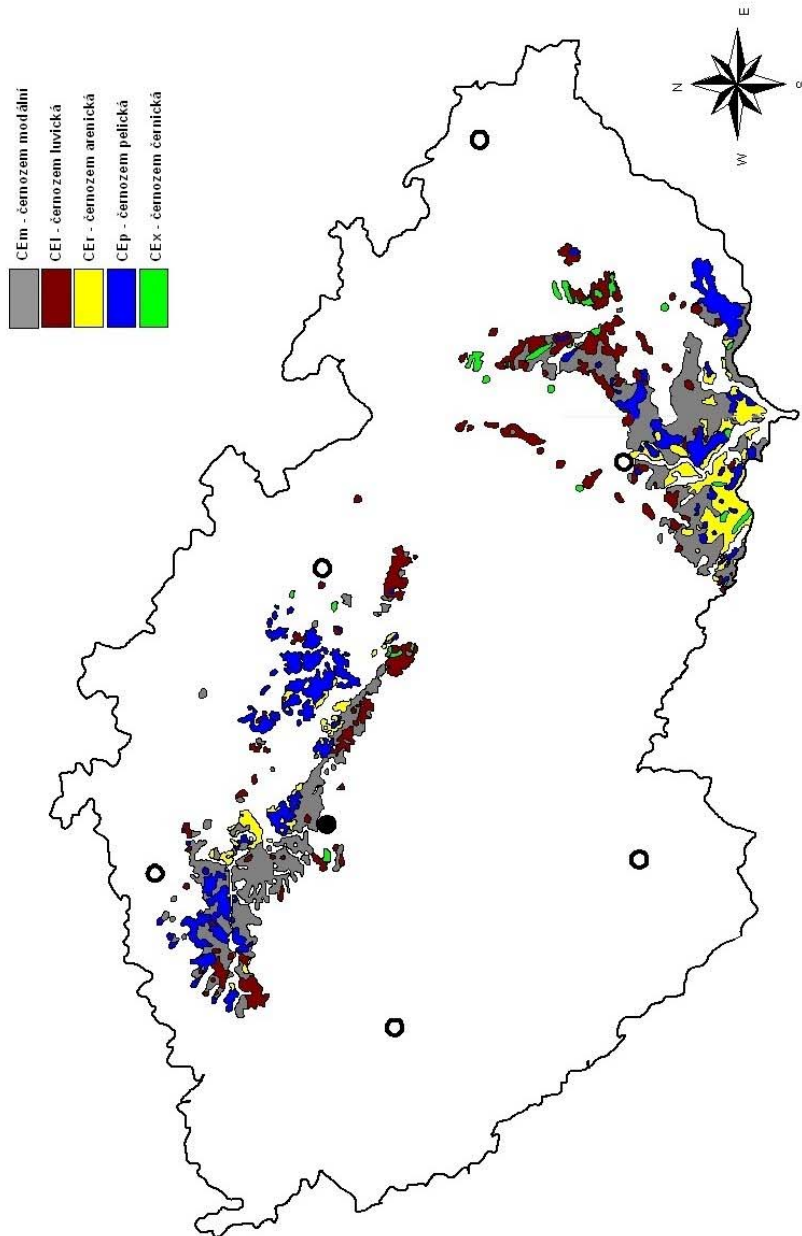 CEm - černozem modální
CEl - černozem luvická
CEr - černozem arenická
CEp - černozem pelická
CEx - černozem černická
N
E
W
S